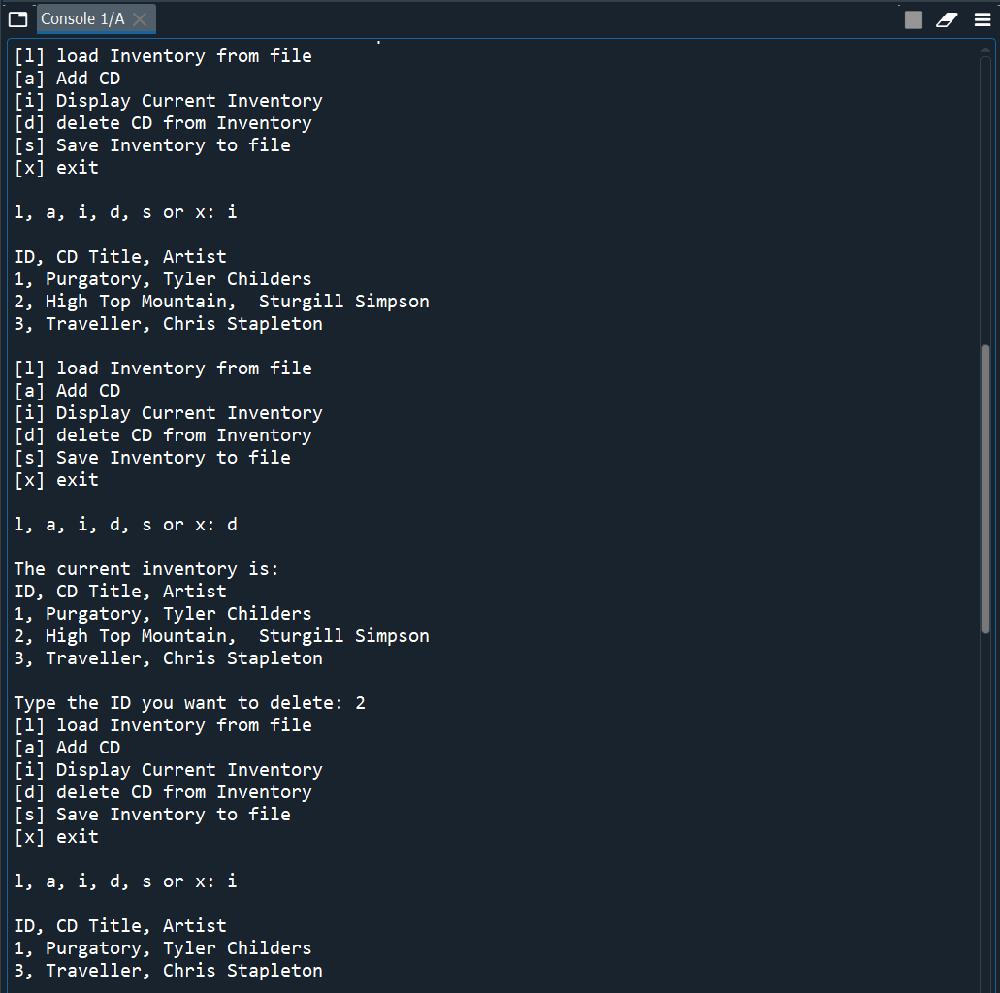 Console 1/A
[l] load Inventory from file
[a] Add CD
[i] Display Current Inventory
[d] delete CD from Inventory
[s] Save Inventory to file
[x] exit

l, a, i, d, s or x: i

ID, CD Title, Artist
1, Purgatory, Tyler Childers
2, High Top Mountain,  Sturgill Simpson
3, Traveller, Chris Stapleton

[l] load Inventory from file
[a] Add CD
[i] Display Current Inventory
[d] delete CD from Inventory
[s] Save Inventory to file
[x] exit

l, a, i, d, s or x: d

The current inventory is:
ID, CD Title, Artist
1, Purgatory, Tyler Childers
2, High Top Mountain,  Sturgill Simpson
3, Traveller, Chris Stapleton

Type the ID you want to delete: 2
[l] load Inventory from file
[a] Add CD
[i] Display Current Inventory
[d] delete CD from Inventory
[s] Save Inventory to file
[x] exit

l, a, i, d, s or x: i

ID, CD Title, Artist
1, Purgatory, Tyler Childers
3, Traveller, Chris Stapleton